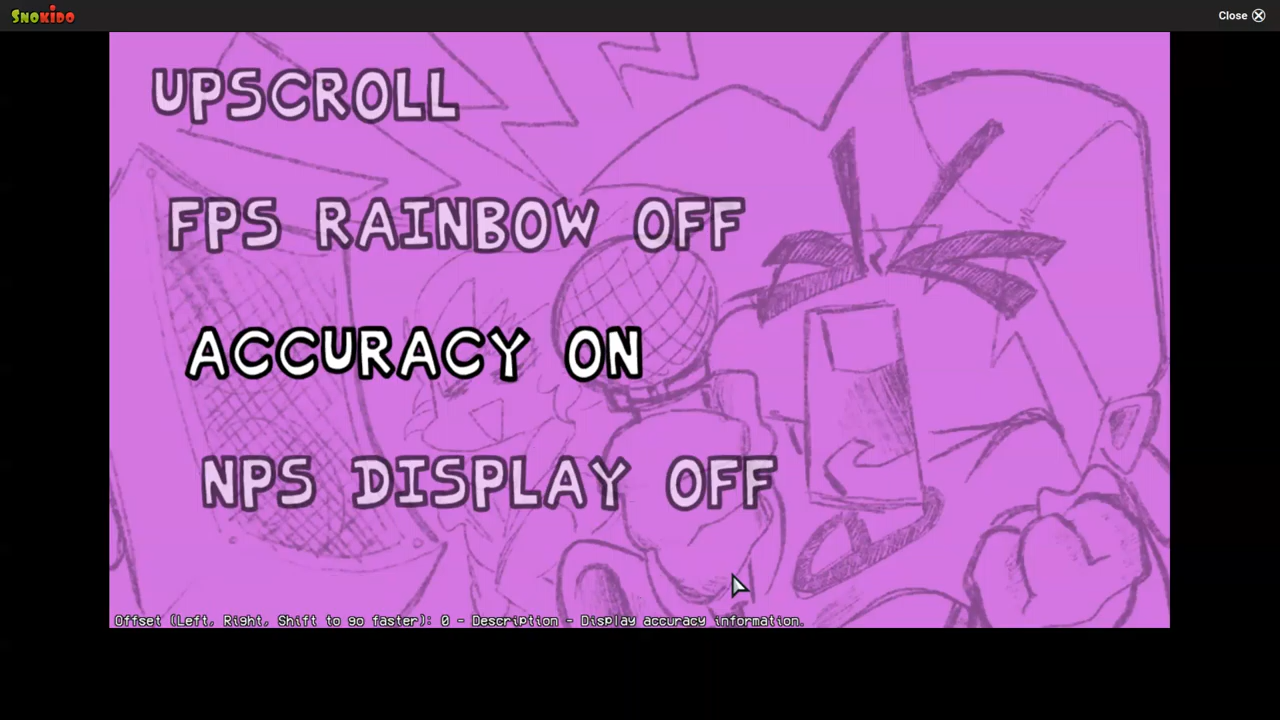 SNOKIDO
Close
UPSCROLL
FPS RAINBOW OFF
ACCURACY ON
NPS DISPLAY OFF
Offset (Left, Right, Shift to go faster): 0 - Description - Display accuracy information.